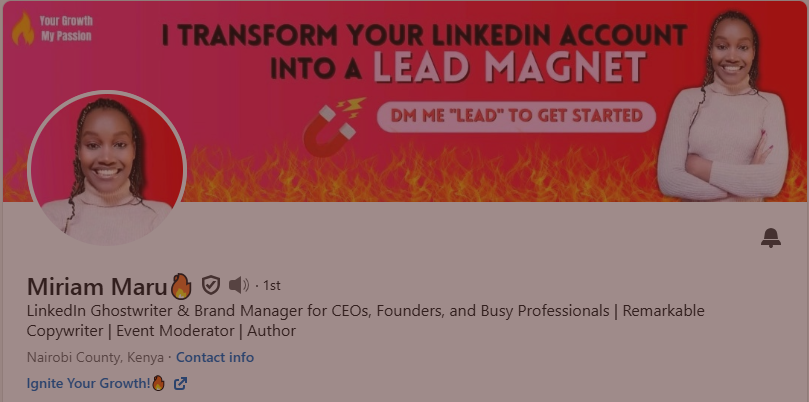 Your Growth
My Passion
I TRANSFORM YOUR LINKEDIN ACCOUNT
INTO A LEAD MAGNET
DM ME "LEAD" TO GET STARTED
Miriam Maru🔥 · 1st
LinkedIn Ghostwriter & Brand Manager for CEOs, Founders, and Busy Professionals | Remarkable
Copywriter | Event Moderator | Author
Nairobi County, Kenya · Contact info
Ignite Your Growth!🔥